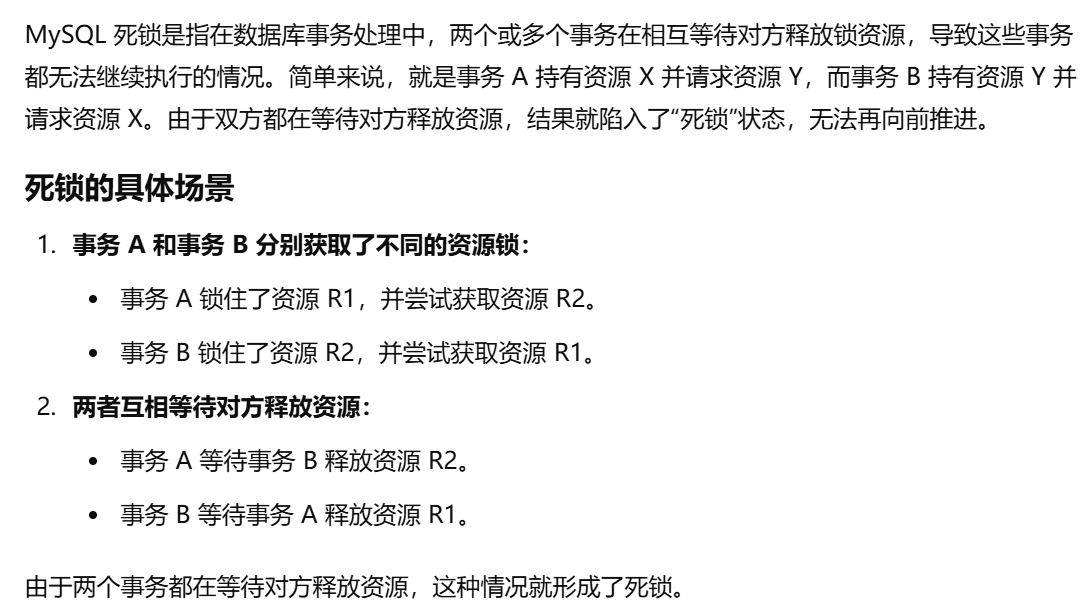 MySQL 死锁是指在数据库事务处理中，两个或多个事务在相互等待对方释放锁资源，导致这些事务
都无法继续执行的情况。简单来说，就是事务 A 持有资源 X 并请求资源 Y，而事务 B 持有资源 Y 并
请求资源 X。由于双方都在等待对方释放资源，结果就陷入了“死锁”状态，无法再向前推进。
死锁的具体场景
1. 事务 A 和事务 B 分别获取了不同的资源锁：
• 事务 A 锁住了资源 R1，并尝试获取资源 R2。
• 事务 B 锁住了资源 R2，并尝试获取资源 R1。
2. 两者互相等待对方释放资源：
• 事务 A 等待事务 B 释放资源 R2。
• 事务 B 等待事务 A 释放资源 R1。
由于两个事务都在等待对方释放资源，这种情况就形成了死锁。